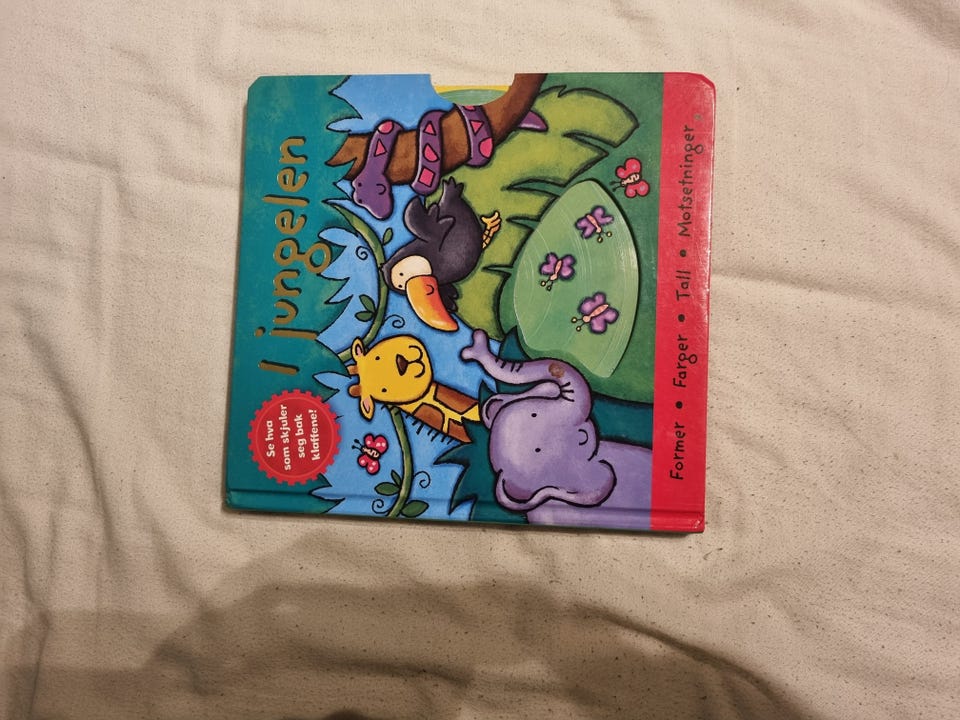 I jungelen
Se hva
som skjuler
seg bak
klaffene!
Former • Farger • Tall • Motsetninger